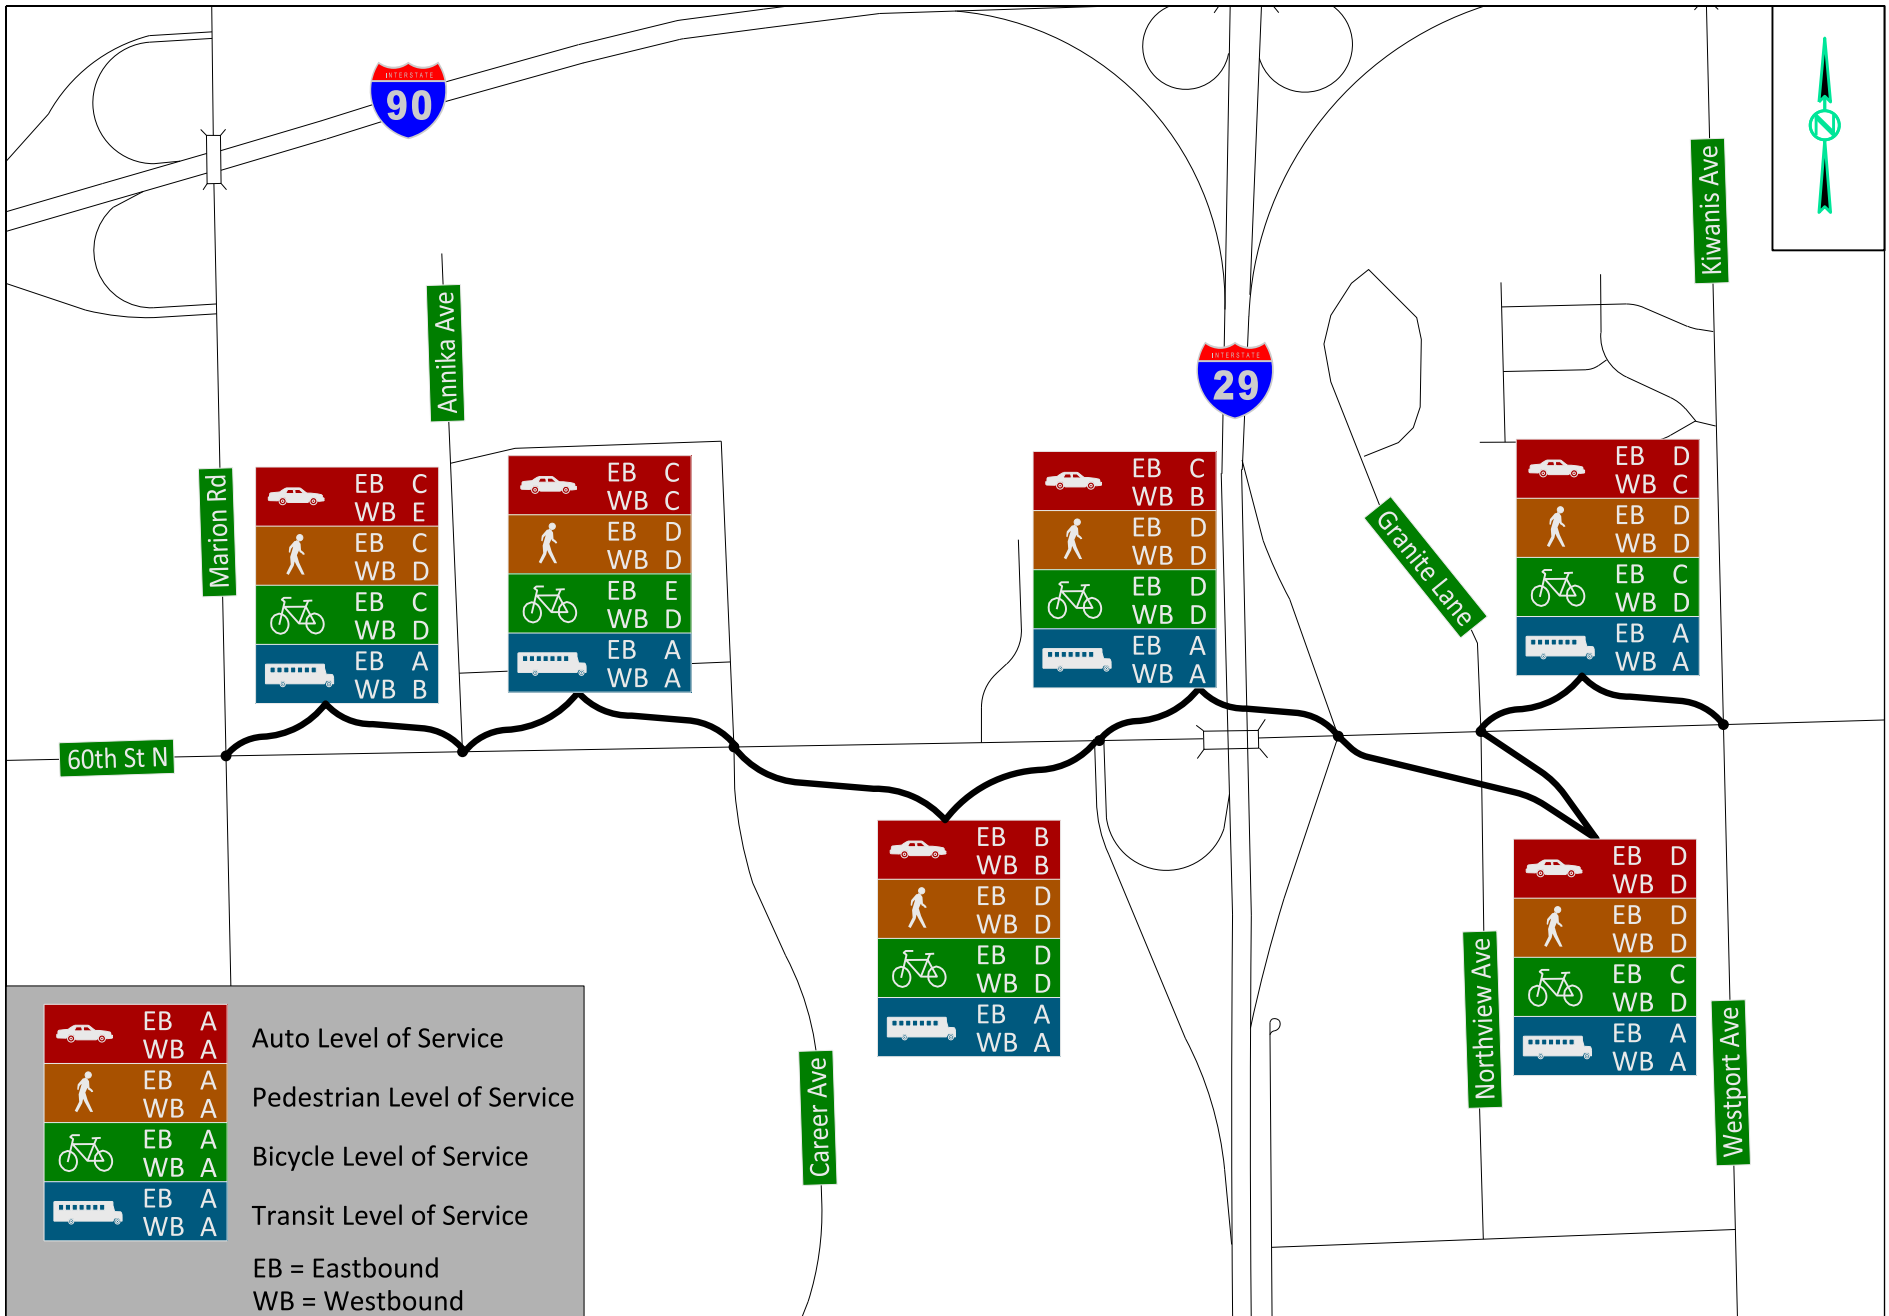 INTERSTATE
90
N
Kiwanis Ave
Annika Ave
INTERSTATE
29
Marion Rd
EB C
WB E
EB C
WB D
EB C
WB D
EB A
WB B
EB C
WB C
EB D
WB D
EB E
WB D
EB A
WB A
EB C
WB B
EB D
WB D
EB D
WB D
EB A
WB A
Granite Lane
EB D
WB C
EB D
WB D
EB C
WB D
EB A
WB A
60th St N
EB B
WB B
EB D
WB D
EB D
WB D
EB A
WB A
EB D
WB D
EB D
WB D
EB C
WB D
EB A
WB A
Northview Ave
Westport Ave
Career Ave
EB A
WB A
Auto Level of Service
EB A
WB A
Pedestrian Level of Service
EB A
WB A
Bicycle Level of Service
EB A
WB A
Transit Level of Service
EB = Eastbound
WB = Westbound